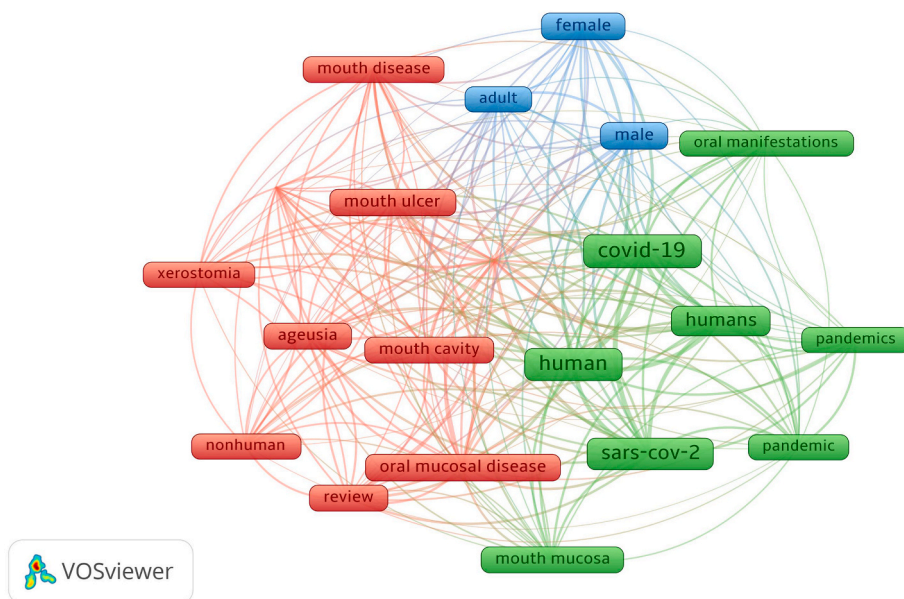 female
mouth disease
adult
male
oral manifestations
mouth ulcer
covid-19
xerostomia
humans
ageusia
pandemics
mouth cavity
human
nonhuman
pandemic
sars-cov-2
oral mucosal disease
review
mouth mucosa
VOSviewer